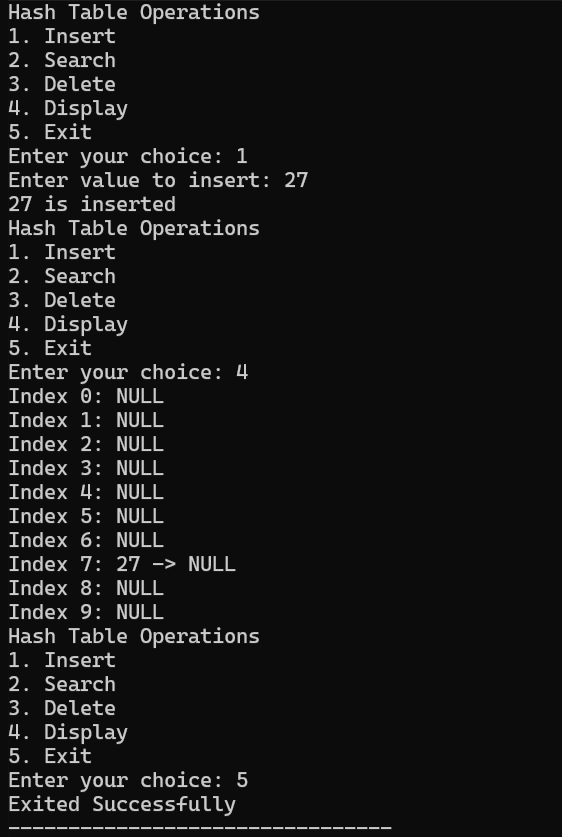 Hash Table Operations
1. Insert
2. Search
3. Delete
4. Display
5. Exit
Enter your choice: 1
Enter value to insert: 27
27 is inserted
Hash Table Operations
1. Insert
2. Search
3. Delete
4. Display
5. Exit
Enter your choice: 4
Index 0: NULL
Index 1: NULL
Index 2: NULL
Index 3: NULL
Index 4: NULL
Index 5: NULL
Index 6: NULL
Index 7: 27 -> NULL
Index 8: NULL
Index 9: NULL
Hash Table Operations
1. Insert
2. Search
3. Delete
4. Display
5. Exit
Enter your choice: 5
Exited Successfully
--------------------------------